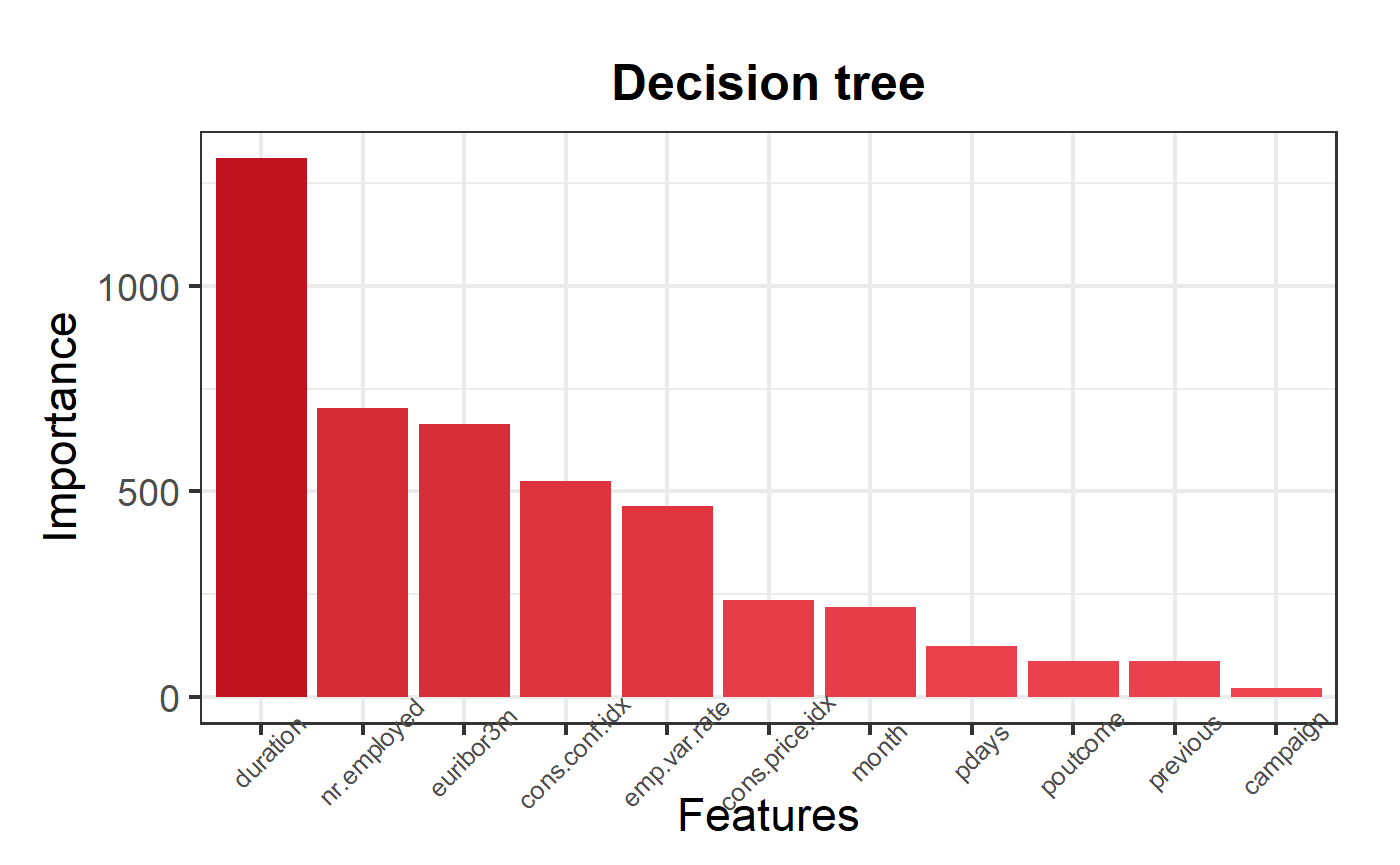 Decision tree
Importance
1000
500
0
duration
nr.employed
euribor3m
cons.conf.idx
emp.var.rate
cons.price.idx
month
pdays
poutcome
previous
campaign
Features